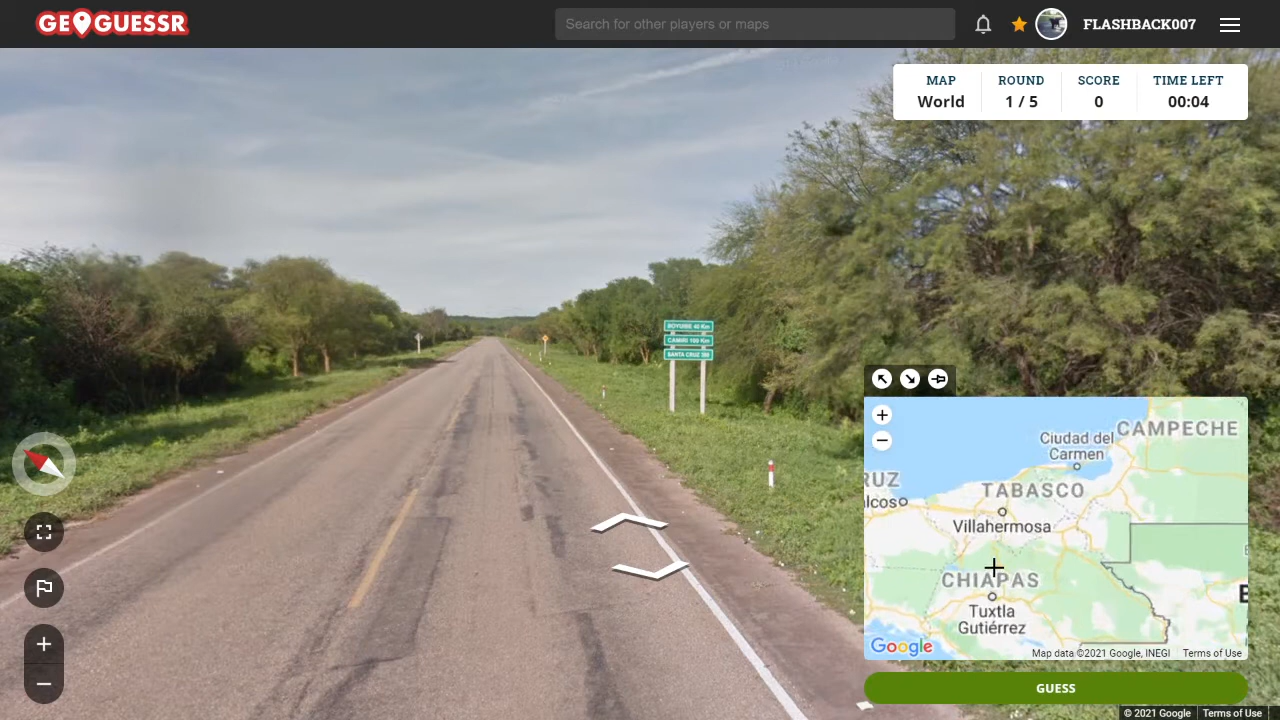 GEOGUESSR
Search for other players or maps
FLASHBACK007
MAP
World
ROUND
1 / 5
SCORE
0
TIME LEFT
00:04
BOYUIBE 40 Km
CAMIRI 100 Km
SANTA CRUZ
+
−
CAMPECHE
Ciudad del
Carmen
RUZ
alcos
TABASCO
Villahermosa
CHIAPAS
Tuxtla
Gutiérrez
Google
Map data ©2021 Google, INEGI
Terms of Use
+
−
GUESS
© 2021 Google
Terms of Use